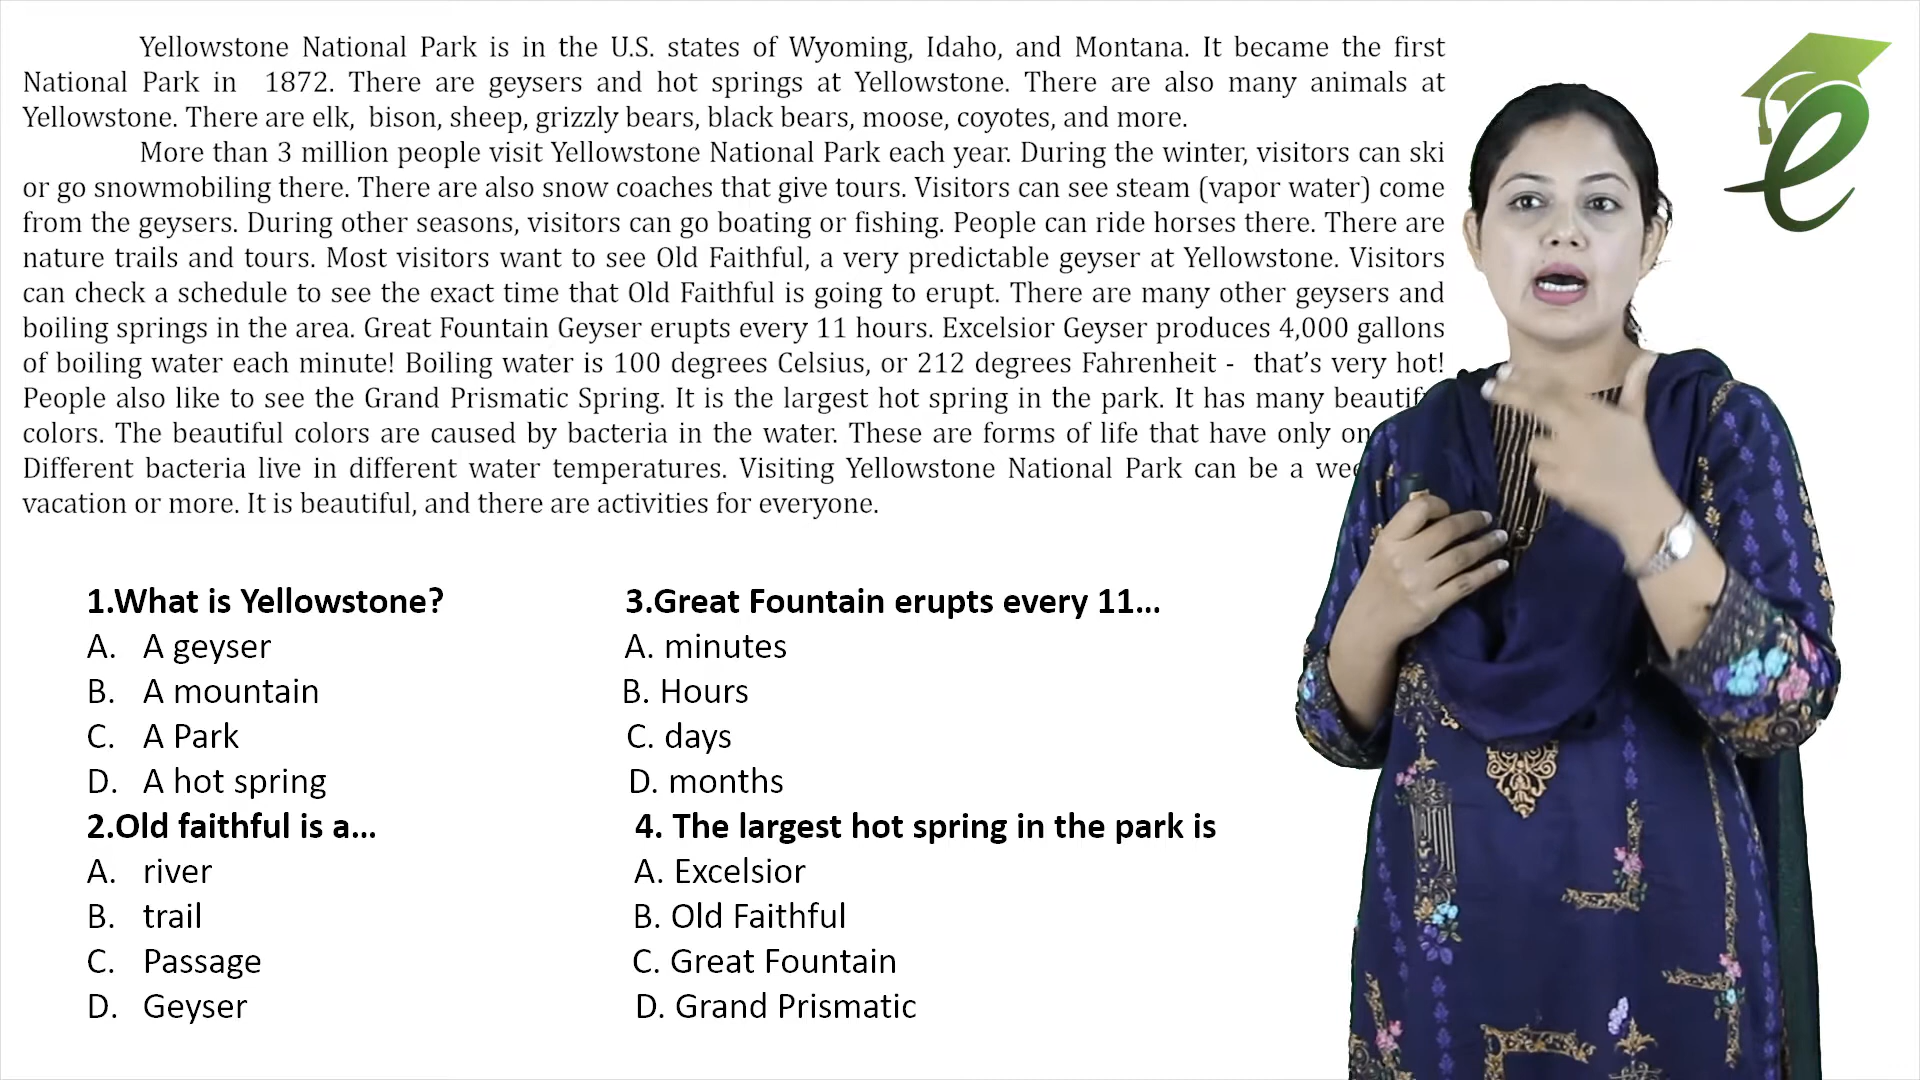 Yellowstone National Park is in the U.S. states of Wyoming, Idaho, and Montana. It became the first
National Park in 1872. There are geysers and hot springs at Yellowstone. There are also many animals at
Yellowstone. There are elk, bison, sheep, grizzly bears, black bears, moose, coyotes, and more.
More than 3 million people visit Yellowstone National Park each year. During the winter, visitors can ski
or go snowmobiling there. There are also snow coaches that give tours. Visitors can see steam (vapor water) come
from the geysers. During other seasons, visitors can go boating or fishing. People can ride horses there. There are
nature trails and tours. Most visitors want to see Old Faithful, a very predictable geyser at Yellowstone. Visitors
can check a schedule to see the exact time that Old Faithful is going to erupt. There are many other geysers and
boiling springs in the area. Great Fountain Geyser erupts every 11 hours. Excelsior Geyser produces 4,000 gallons
of boiling water each minute! Boiling water is 100 degrees Celsius, or 212 degrees Fahrenheit - that’s very hot!
People also like to see the Grand Prismatic Spring. It is the largest hot spring in the park. It has many
colors. The beautiful colors are caused by bacteria in the water. These are forms of life that have only
Different bacteria live in different water temperatures. Visiting Yellowstone National Park can be a
vacation or more. It is beautiful, and there are activities for everyone.
1.What is Yellowstone?
A. A geyser
B. A mountain
C. A Park
D. A hot spring
2.Old faithful is a...
A. river
B. trail
C. Passage
D. Geyser
3.Great Fountain erupts every 11...
A. minutes
B. Hours
C. days
D. months
4. The largest hot spring in the park is
A. Excelsior
B. Old Faithful
C. Great Fountain
D. Grand Prismatic